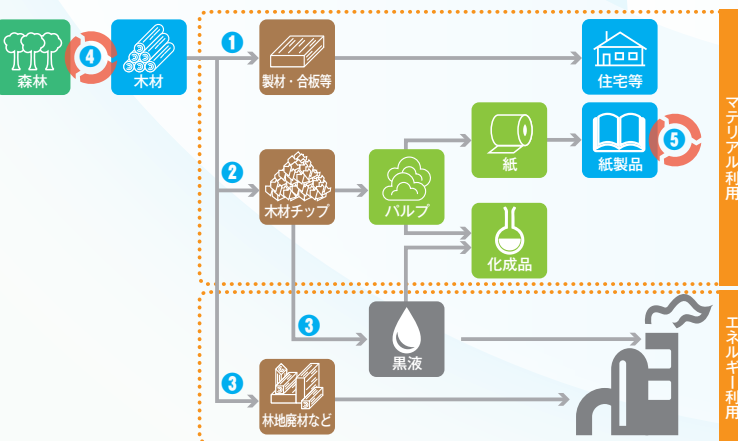 森林
4
木材
1
製材・合板等
住宅等
マテリアル利用
2
木材チップ
パルプ
紙
紙製品
5
化成品
3
黒液
3
林地廃材など
エネルギー利用